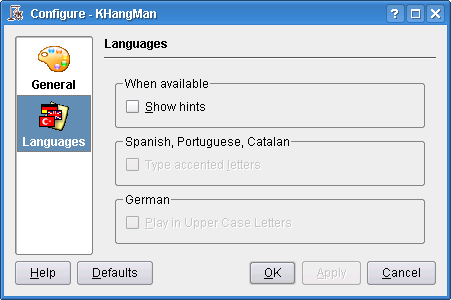 Configure - KHangMan
General
Languages
Languages
When available
Show hints
Spanish, Portuguese, Catalan
Type accented letters
German
Play in Upper Case Letters
Help
Defaults
OK
Apply
Cancel